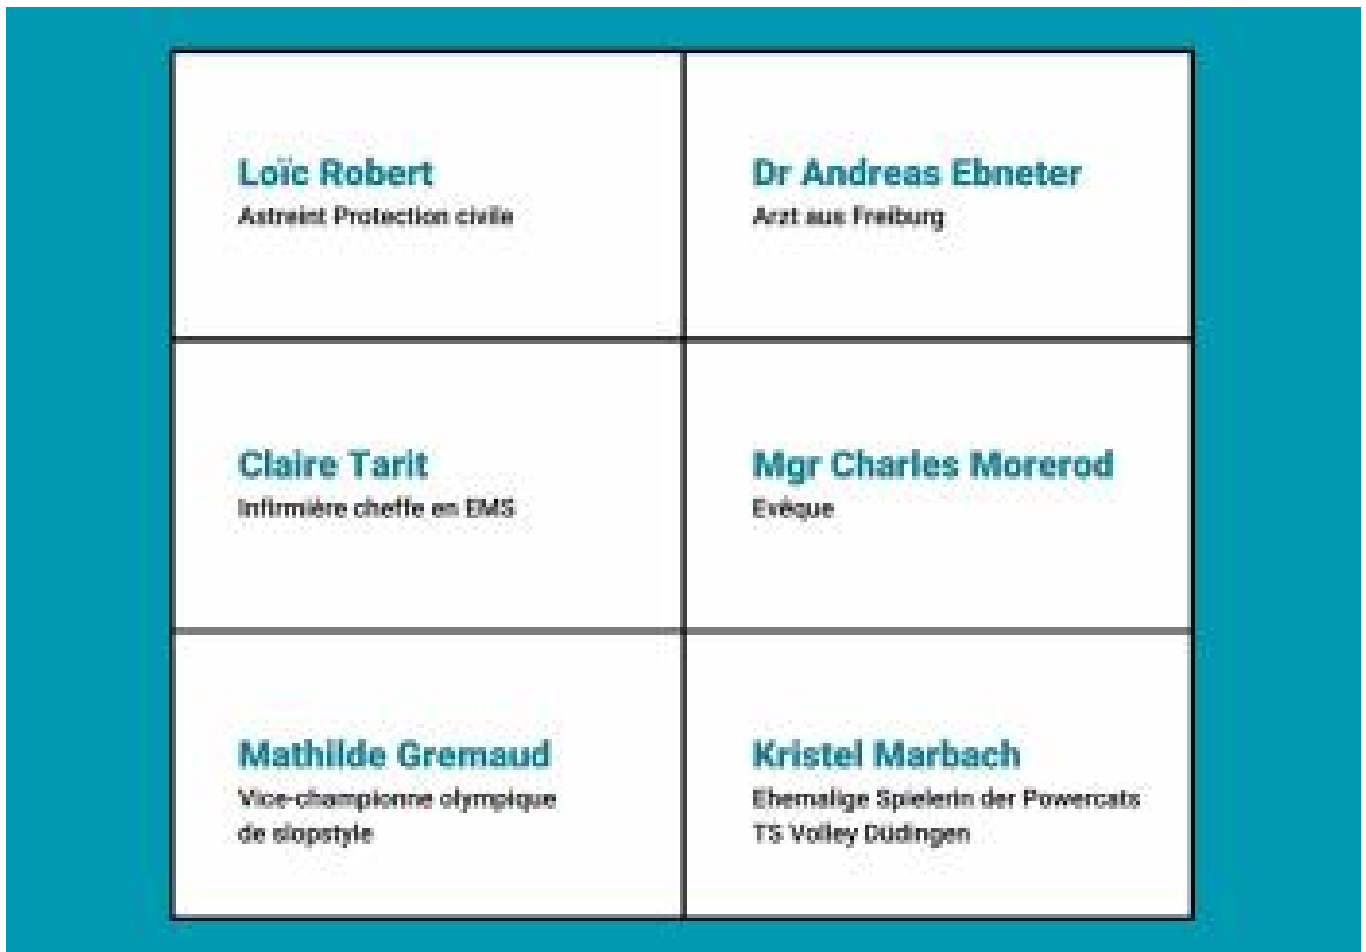 Loïc Robert
Astreint Protection civile
Dr Andreas Ebneter
Arzt aus Freiburg
Claire Tarit
Infirmière cheffe en EMS
Mgr Charles Morerod
Evêque
Mathilde Gremaud
Vice-championne olympique
de slopstyle
Kristel Marbach
Ehemalige Spielerin der Powercats
TS Volley Düdingen